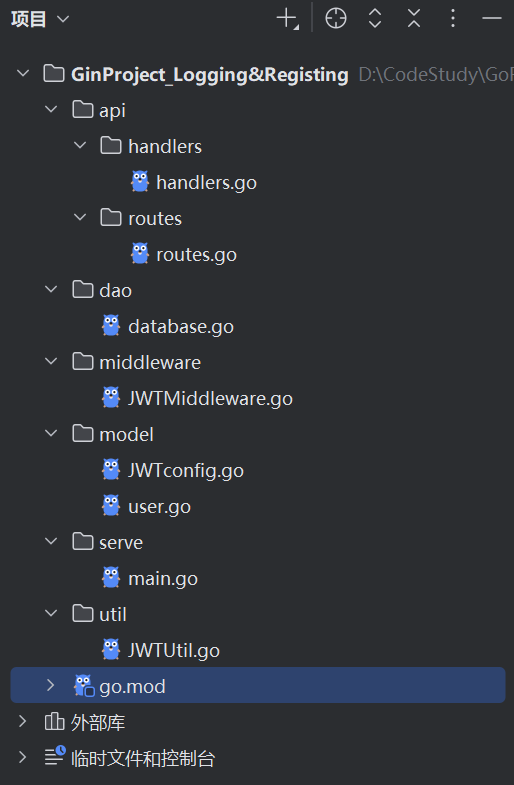 项目
GinProject_Logging&Registing D:\CodeStudy\GoF
api
handlers
handlers.go
routes
routes.go
dao
database.go
middleware
JWTMiddleware.go
model
JWTconfig.go
user.go
serve
main.go
util
JWTUtil.go
go.mod
外部库
临时文件和控制台